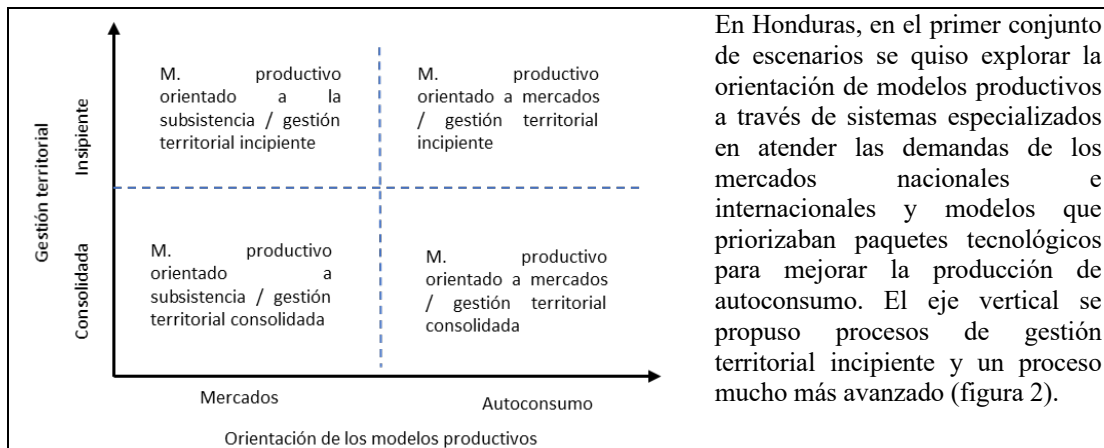 Gestión territorial
Insipiente
Consolidada
M. productivo
orientado a la
subsistencia / gestión
territorial incipiente
M. productivo
orientado a mercados
/ gestión territorial
incipiente
M. productivo
orientado a
subsistencia / gestión
territorial consolidada
M. productivo
orientado a mercados
/ gestión territorial
consolidada
Mercados
Autoconsumo
Orientación de los modelos productivos
En Honduras, en el primer conjunto
de escenarios se quiso explorar la
orientación de modelos productivos
a través de sistemas especializados
en atender las demandas de los
mercados nacionales e
internacionales y modelos que
priorizaban paquetes tecnológicos
para mejorar la producción de
autoconsumo. El eje vertical se
propuso procesos de gestión
territorial incipiente y un proceso
mucho más avanzado (figura 2).